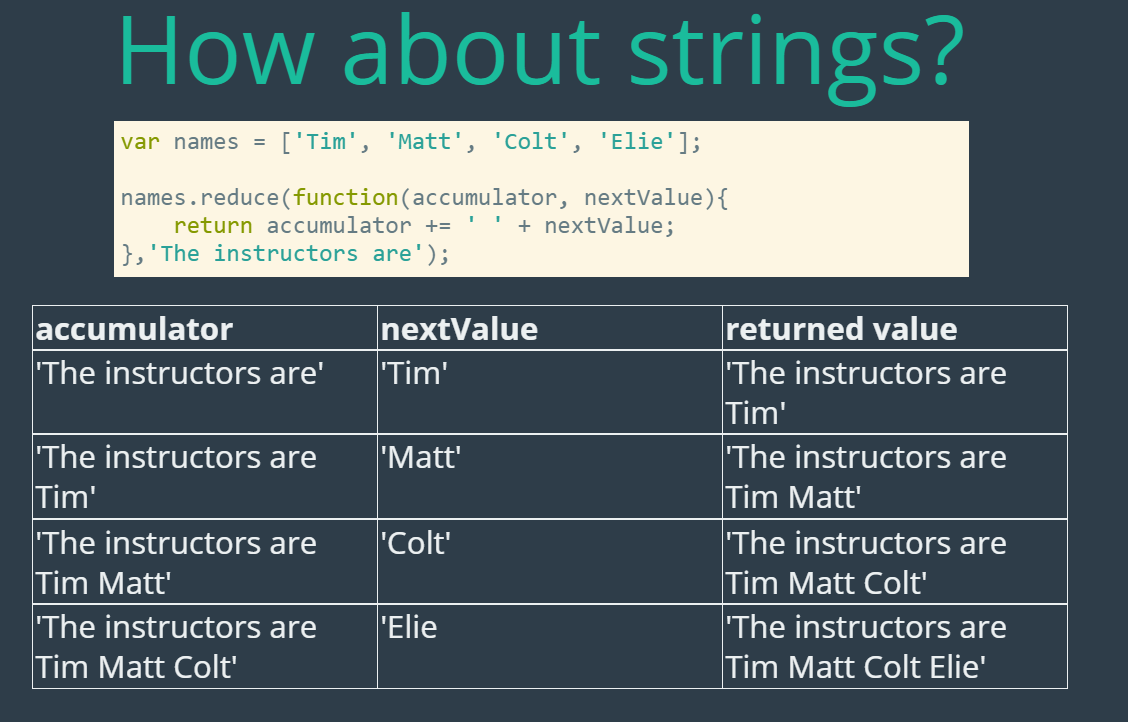 How about strings?
var names = ['Tim', 'Matt', 'Colt', 'Elie'];
names.reduce(function(accumulator, nextValue){
    return accumulator += ' ' + nextValue;
},'The instructors are');
accumulator nextValue returned value
'The instructors are' 'Tim' 'The instructors are
Tim'
'The instructors are 'Matt' 'The instructors are
Tim' Tim Matt'
'The instructors are 'Colt' 'The instructors are
Tim Matt' Tim Matt Colt'
'The instructors are 'Elie 'The instructors are
Tim Matt Colt' Tim Matt Colt Elie'